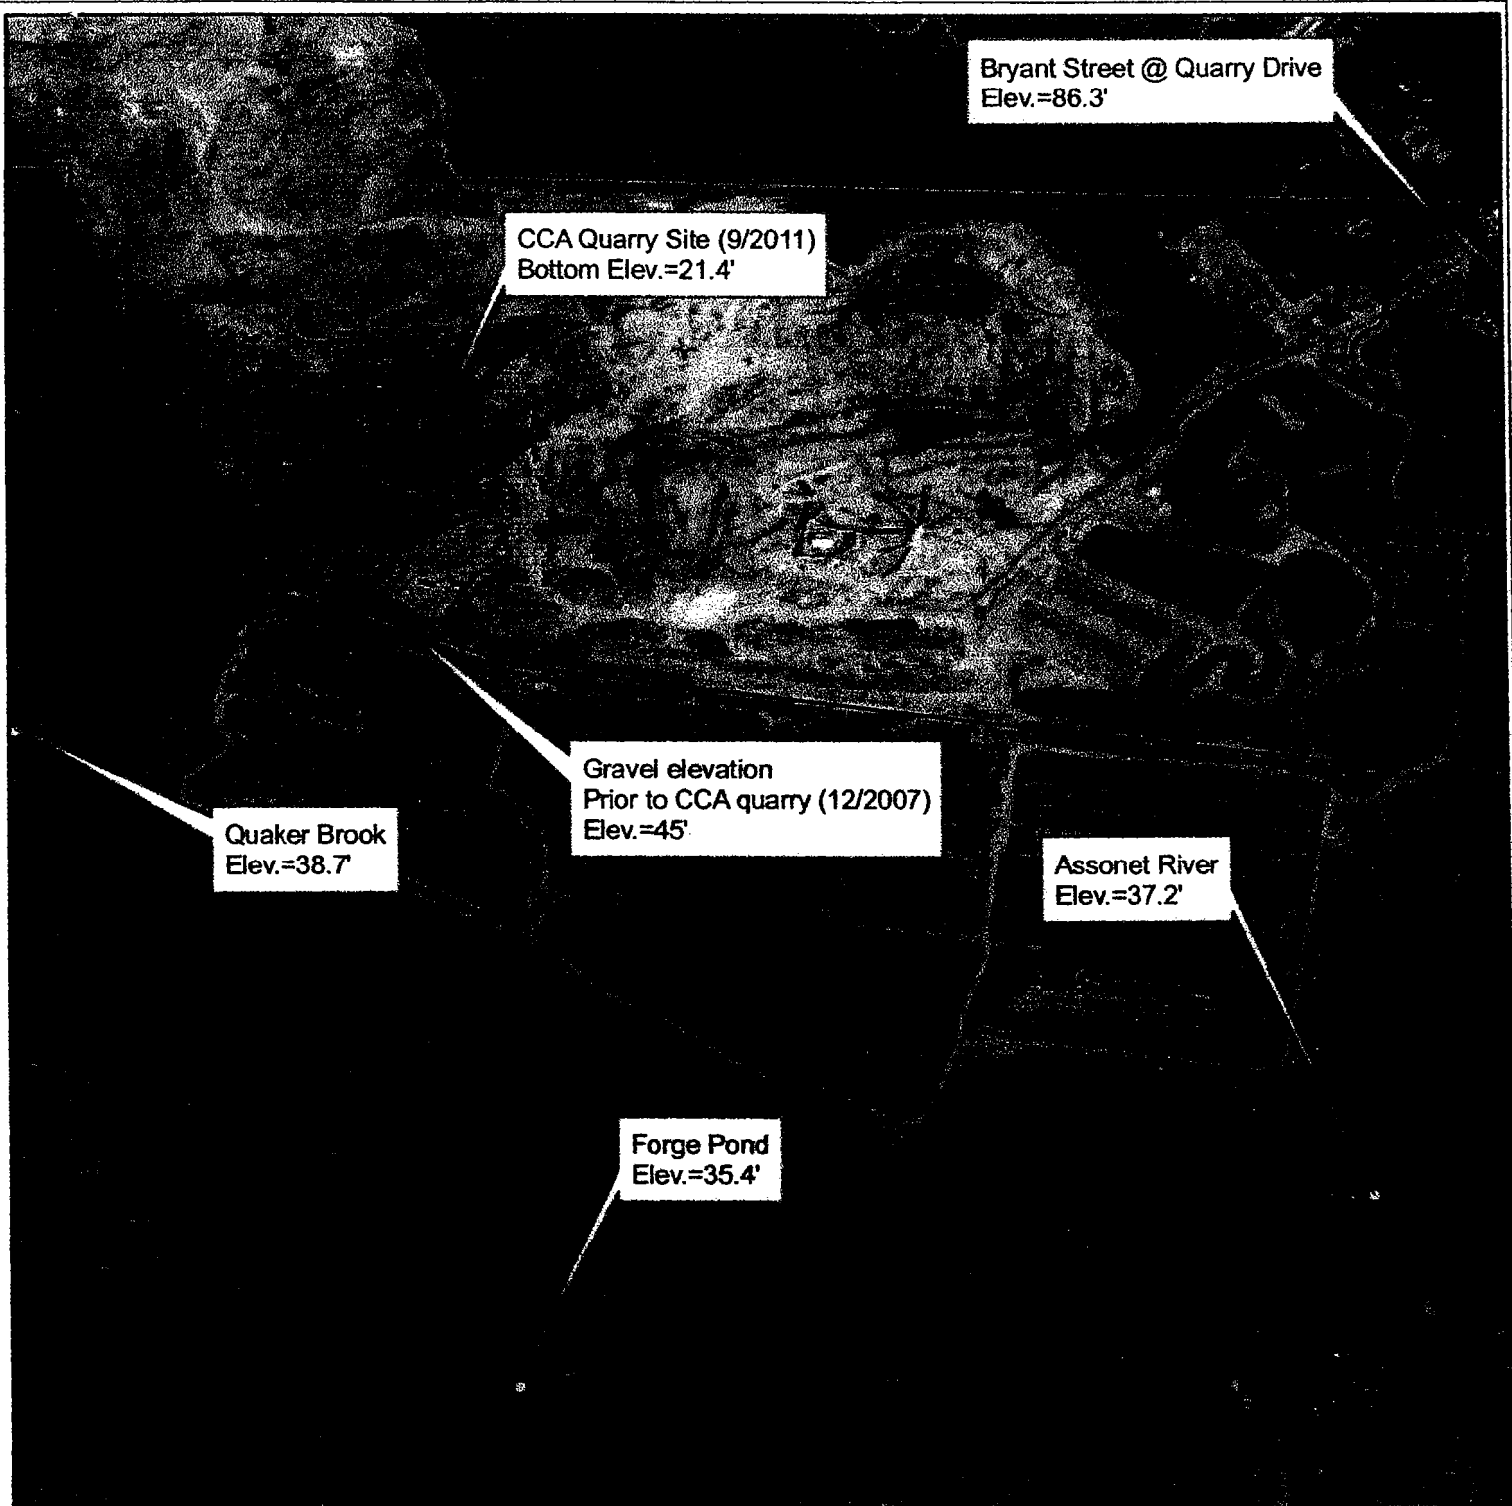 Bryant Street @ Quarry Drive
Elev.=86.3'
CCA Quarry Site (9/2011)
Bottom Elev.=21.4'
Gravel elevation
Prior to CCA quarry (12/2007)
Elev.=45'
Quaker Brook
Elev.=38.7'
Assonet River
Elev.=37.2'
Forge Pond
Elev.=35.4'